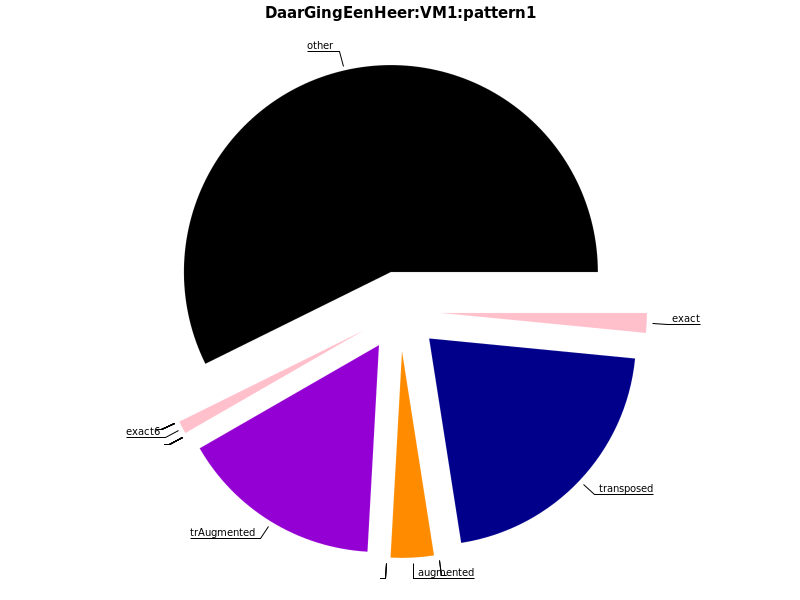 DaarGingEenHeer:VM1:pattern1
other
exact
exact6
transposed
trAugmented
augmented